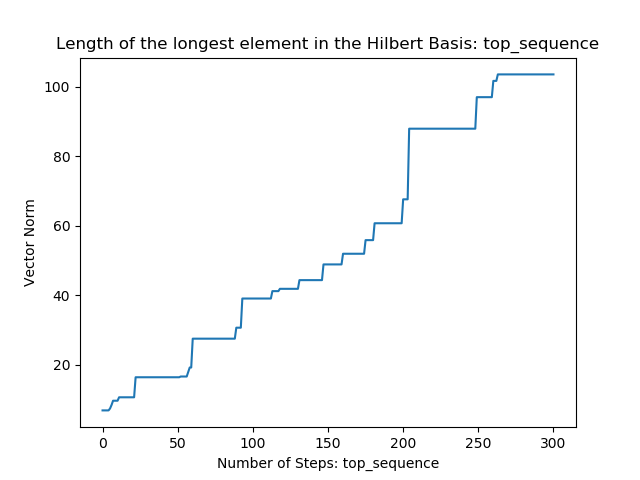 Length of the longest element in the Hilbert Basis: top_sequence
Vector Norm
100
80
60
40
20
0 50 100 150 200 250 300
Number of Steps: top_sequence